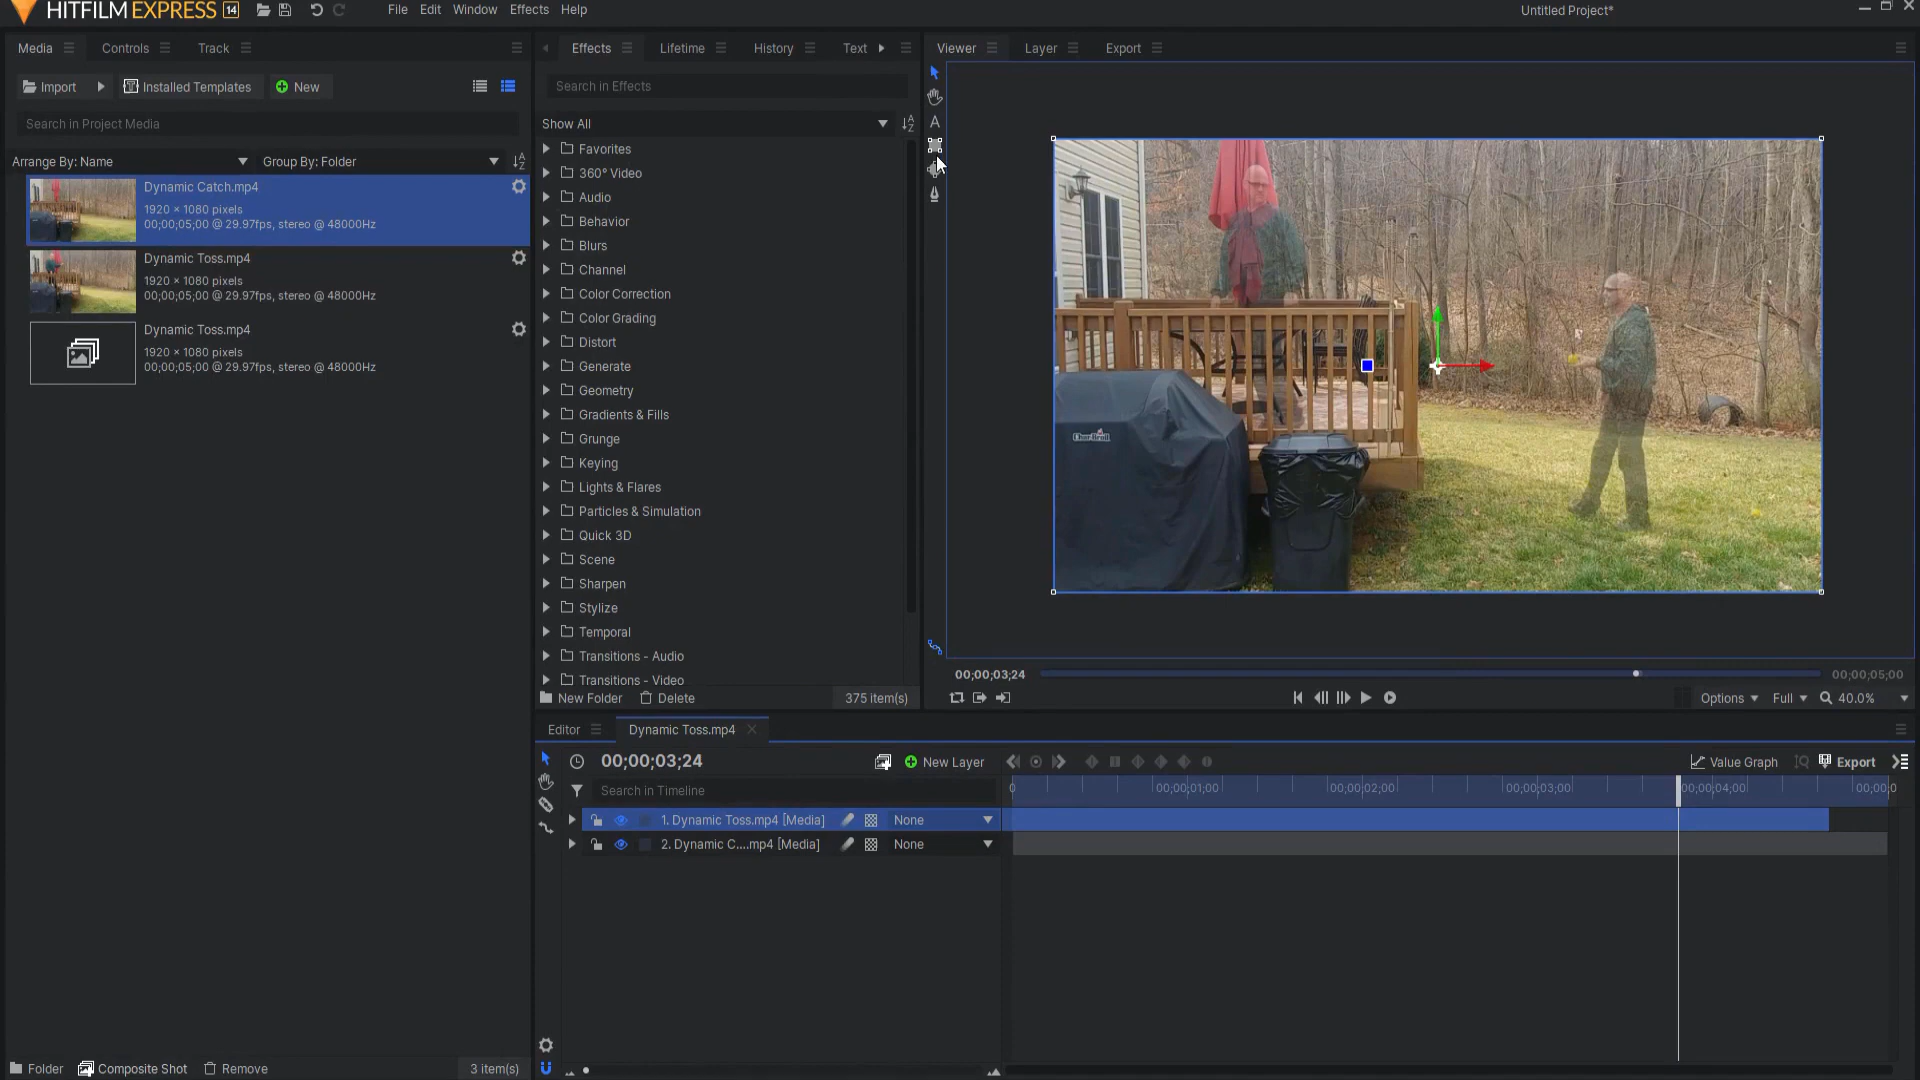 HITFILM EXPRESS 14
File Edit Window Effects Help
Untitled Project*
Media Controls Track
Effects Lifetime History Text
Viewer Layer Export
Import Installed Templates New
Search in Effects
Search in Project Media
Show All
Arrange By: Name Group By: Folder
Dynamic Catch.mp4
1920 × 1080 pixels
00;00;05;00 @ 29.97fps, stereo @ 48000Hz
Dynamic Toss.mp4
1920 × 1080 pixels
00;00;05;00 @ 29.97fps, stereo @ 48000Hz
Dynamic Toss.mp4
1920 × 1080 pixels
00;00;05;00 @ 29.97fps, stereo @ 48000Hz
Favorites
360° Video
Audio
Behavior
Blurs
Channel
Color Correction
Color Grading
Distort
Generate
Geometry
Gradients & Fills
Grunge
Keying
Lights & Flares
Particles & Simulation
Quick 3D
Scene
Sharpen
Stylize
Temporal
Transitions - Audio
Transitions - Video
New Folder Delete 375 item(s)
00;00;03;24 00;00;05;00
Options Full 40.0%
Editor Dynamic Toss.mp4
00;00;03;24 New Layer Value Graph Export
Search in Timeline
0 00;00;01;00 00;00;02;00 00;00;03;00 00;00;04;00 00;00;0
1. Dynamic Toss.mp4 [Media] None
2. Dynamic C....mp4 [Media] None
Folder Composite Shot Remove 3 item(s)